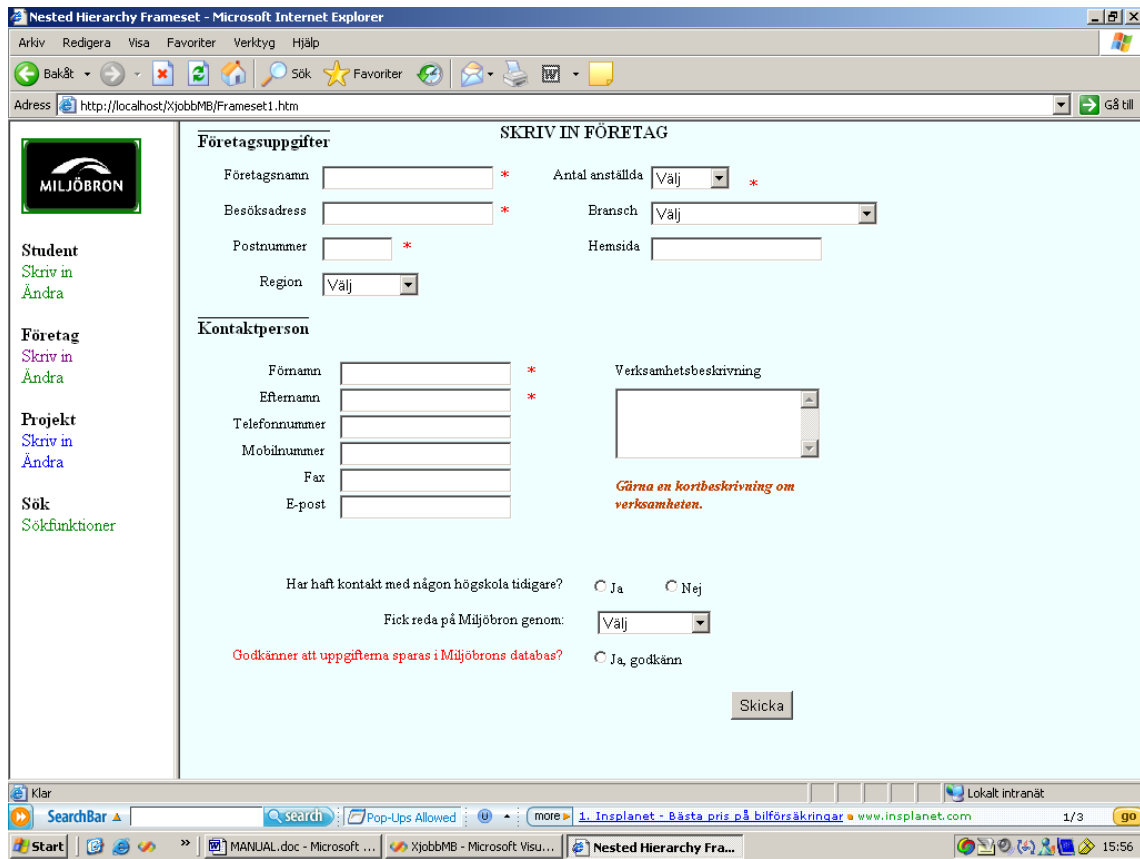 Nested Hierarchy Frameset - Microsoft Internet Explorer
Arkiv Redigera Visa Favoriter Verktyg Hjälp
Bakåt Sök Favoriter
Adress http://localhost/XjobbMB/Frameset1.htm Gå till
MILJÖBRON
Student
Skriv in
Ändra
Företag
Skriv in
Ändra
Projekt
Skriv in
Ändra
Sök
Sökfunktioner
SKRIV IN FÖRETAG
Företagsuppgifter
Företagsnamn * Antal anställda Välj *
Besöksadress * Bransch Välj
Postnummer * Hemsida
Region Välj
Kontaktperson
Förnamn * Verksamhetsbeskrivning
Efternamn *
Telefonnummer
Mobilnummer
Fax
E-post
Gärna en kortbeskrivning om
verksamheten.
Har haft kontakt med någon högskola tidigare? Ja Nej
Fick reda på Miljöbron genom: Välj
Godkänner att uppgifterna sparas i Miljöbrons databas? Ja, godkänn
Skicka
Klar Lokalt intranät
SearchBar search Pop-Ups Allowed more 1. Insplanet - Bästa pris på bilförsäkringar www.insplanet.com 1/3 go
Start » MANUAL.doc - Microsoft ... XjobbMB - Microsoft Visu... Nested Hierarchy Fra... 15:56